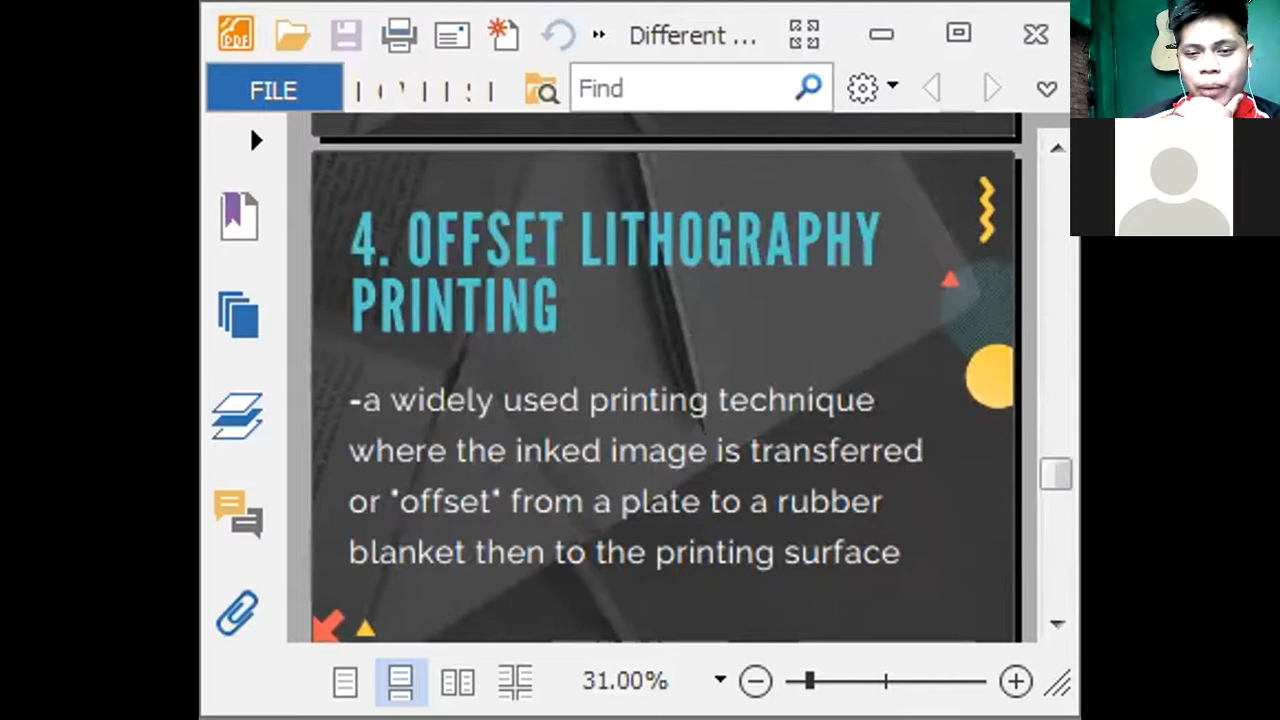 PDF
Different ...
FILE
Find
4. OFFSET LITHOGRAPHY
PRINTING
-a widely used printing technique
where the inked image is transferred
or "offset" from a plate to a rubber
blanket then to the printing surface
31.00%